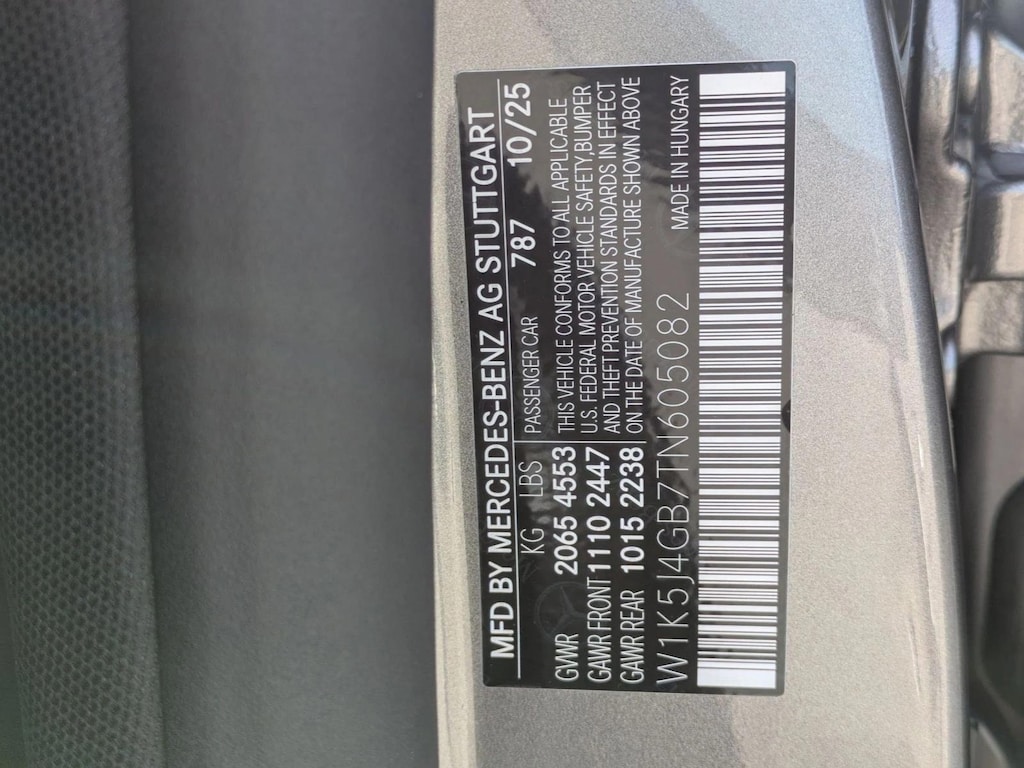 MFD BY MERCEDES-BENZ AG STUTTGART
KG LBS PASSENGER CAR 787 10/25
GVWR 2065 4553
GAWR FRONT 1110 2447
GAWR REAR 1015 2238
THIS VEHICLE CONFORMS TO ALL APPLICABLE
U.S. FEDERAL MOTOR VEHICLE SAFETY,BUMPER
AND THEFT PREVENTION STANDARDS IN EFFECT
ON THE DATE OF MANUFACTURE SHOWN ABOVE
W1K5J4GB7TN605082
MADE IN HUNGARY